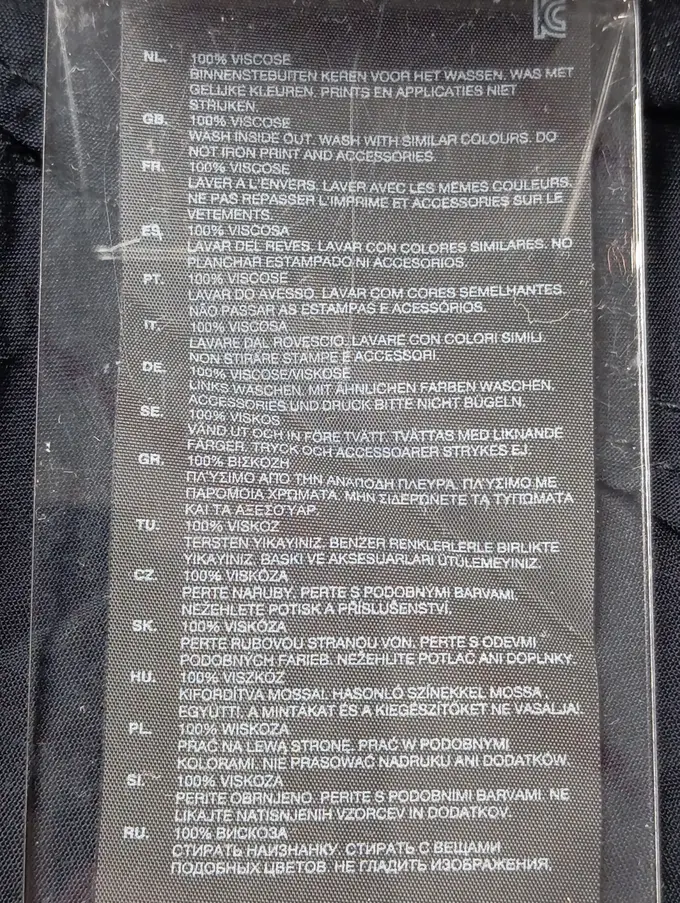 NL. 100% VISCOSE
BINNENSTEBUITEN KEREN VOOR HET WASSEN. WAS MET
GELIJKE KLEUREN. PRINTS EN APPLICATIES NIET
STRIJKEN.
GB. 100% VISCOSE
WASH INSIDE OUT. WASH WITH SIMILAR COLOURS. DO
NOT IRON PRINT AND ACCESSORIES.
FR. 100% VISCOSE
LAVER A L'ENVERS. LAVER AVEC LES MEMES COULEURS.
NE PAS REPASSER L'IMPRIME ET ACCESSORIES SUR LE
VETEMENTS.
ES. 100% VISCOSA
LAVAR DEL REVES. LAVAR CON COLORES SIMILARES. NO
PLANCHAR ESTAMPADO NI ACCESORIOS.
PT. 100% VISCOSE
LAVAR DO AVESSO. LAVAR COM CORES SEMELHANTES.
NÃO PASSAR AS ESTAMPAS E ACESSÓRIOS.
IT. 100% VISCOSA
LAVARE DAL ROVESCIO. LAVARE CON COLORI SIMILI.
NON STIRARE STAMPE E ACCESSORI.
DE. 100% VISCOSE/VISKOSE
LINKS WASCHEN. MIT ÄHNLICHEN FARBEN WASCHEN.
ACCESSORIES UND DRUCK BITTE NICHT BÜGELN.
SE. 100% VISKOS
VÄND UT OCH IN FÖRE TVÄTT. TVÄTTAS MED LIKNANDE
FÄRGER. TRYCK OCH ACCESSOARER STRYKES EJ.
GR. 100% ΒΙΣΚΟΖΗ
ΠΛΥΣΙΜΟ ΑΠΟ ΤΗΝ ΑΝΑΠΟΔΗ ΠΛΕΥΡΑ. ΠΛΥΣΙΜΟ ΜΕ
ΠΑΡΟΜΟΙΑ ΧΡΩΜΑΤΑ. ΜΗΝ ΣΙΔΕΡΩΝΕΤΕ ΤΑ ΤΥΠΩΜΑΤΑ
ΚΑΙ ΤΑ ΑΞΕΣΟΥΑΡ.
TU. 100% VISKOZ
TERSTEN YIKAYINIZ. BENZER RENKLERLERLE BIRLIKTE
YIKAYINIZ. BASKI VE AKSESUARLARI ÜTÜLEMEYINIZ.
CZ. 100% VISKÓZA
PERTE NARUBY. PERTE S PODOBNÝMI BARVAMI.
NEŽEHLETE POTISK A PŘÍSLUŠENSTVÍ.
SK. 100% VISKÓZA
PERTE RUBOVOU STRANOU VON. PERTE S ODEVMI
PODOBNÝCH FARIEB. NEŽEHLITE POTLAČ ANI DOPLNKY.
HU. 100% VISZKÓZ
KIFORDÍTVA MOSSA!. HASONLÓ SZÍNEKKEL MOSSA
EGYÜTT!. A MINTÁKAT ÉS A KIEGÉSZÍTŐKET NE VASALJA!
PL. 100% WISKOZA
PRAĆ NA LEWĄ STRONĘ. PRAĆ W PODOBNYMI
KOLORAMI. NIE PRASOWAĆ NADRUKU ANI DODATKÓW.
SI. 100% VISKOZA
PERITE OBRNJENO. PERITE S PODOBNIMI BARVAMI. NE
LIKAJTE NATISNJENIH VZORCEV IN DODATKOV.
RU. 100% ВИСКОЗА
СТИРАТЬ НАИЗНАНКУ. СТИРАТЬ С ВЕЩАМИ
ПОДОБНЫХ ЦВЕТОВ. НЕ ГЛАДИТЬ ИЗОБРАЖЕНИЯ,